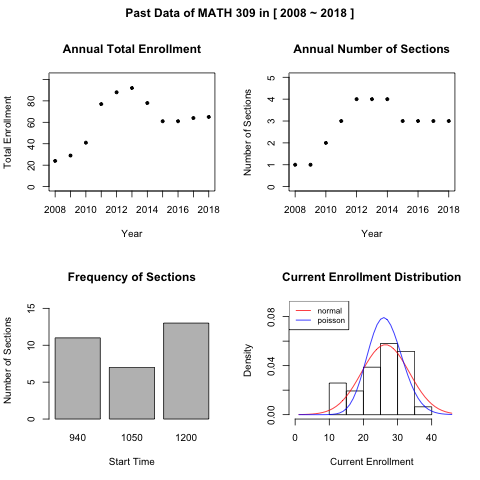 Past Data of MATH 309 in [ 2008 ~ 2018 ]
Annual Total Enrollment
Total Enrollment
0 20 40 60 80
2008 2010 2012 2014 2016 2018
Year
Annual Number of Sections
Number of Sections
0 1 2 3 4 5
2008 2010 2012 2014 2016 2018
Year
Frequency of Sections
Number of Sections
0 5 10 15
940 1050 1200
Start Time
Current Enrollment Distribution
normal
poisson
Density
0.00 0.04 0.08
0 10 20 30 40
Current Enrollment